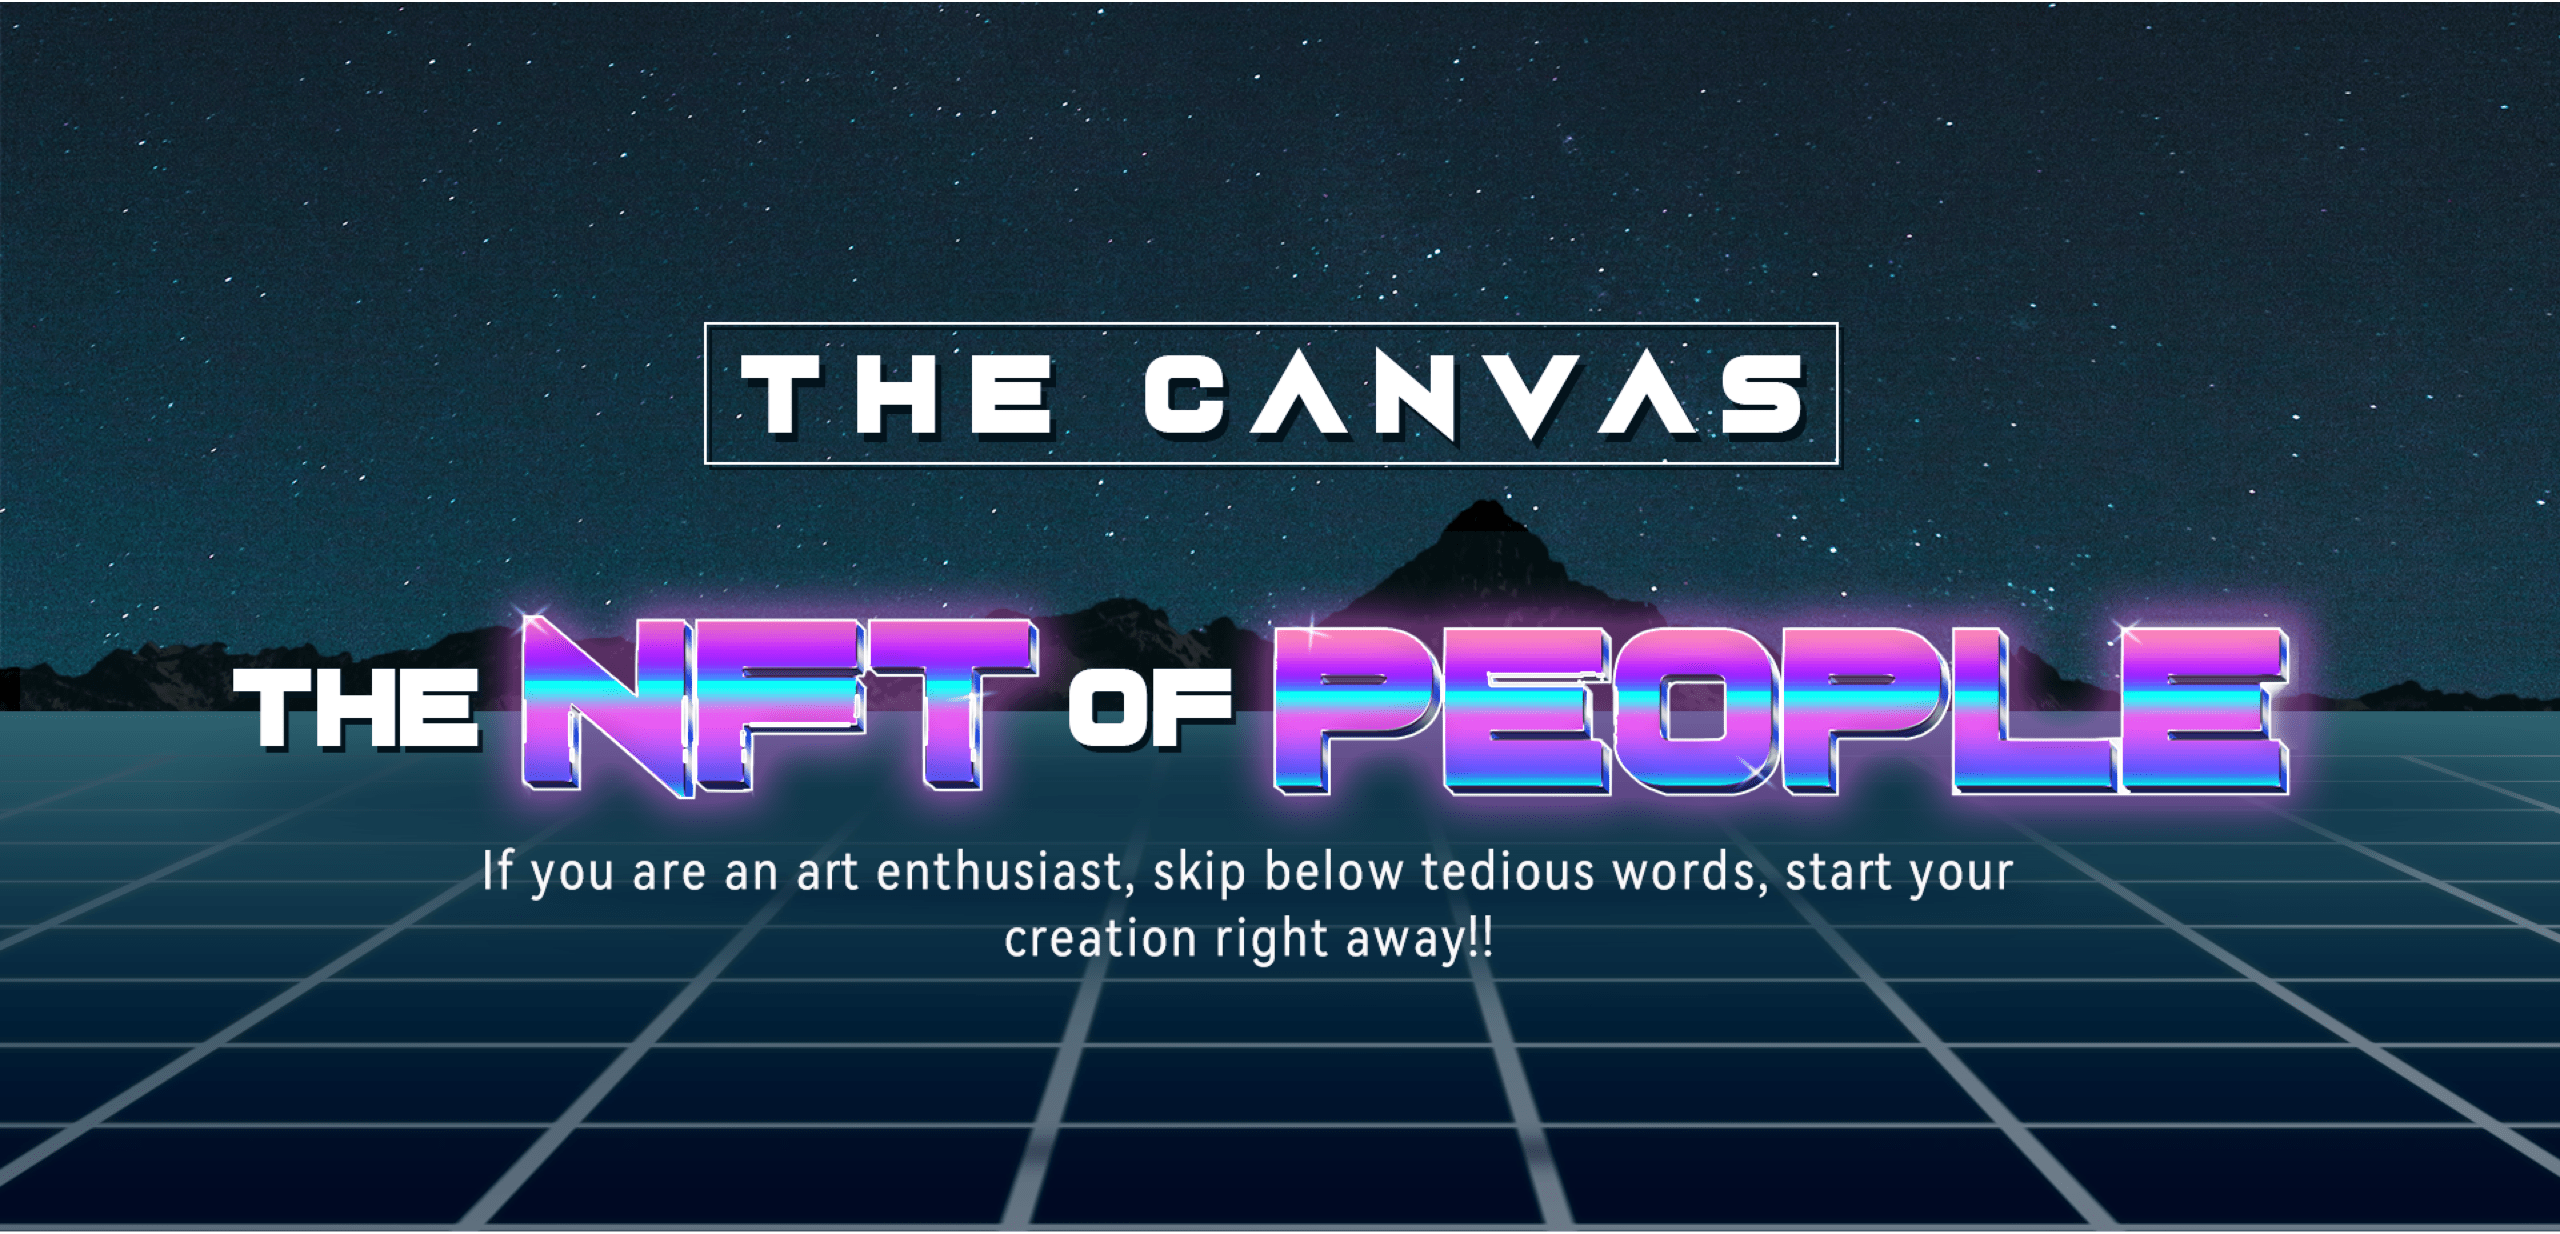 THE CANVAS
THE NFT OF PEOPLE
If you are an art enthusiast, skip below tedious words, start your
creation right away!!